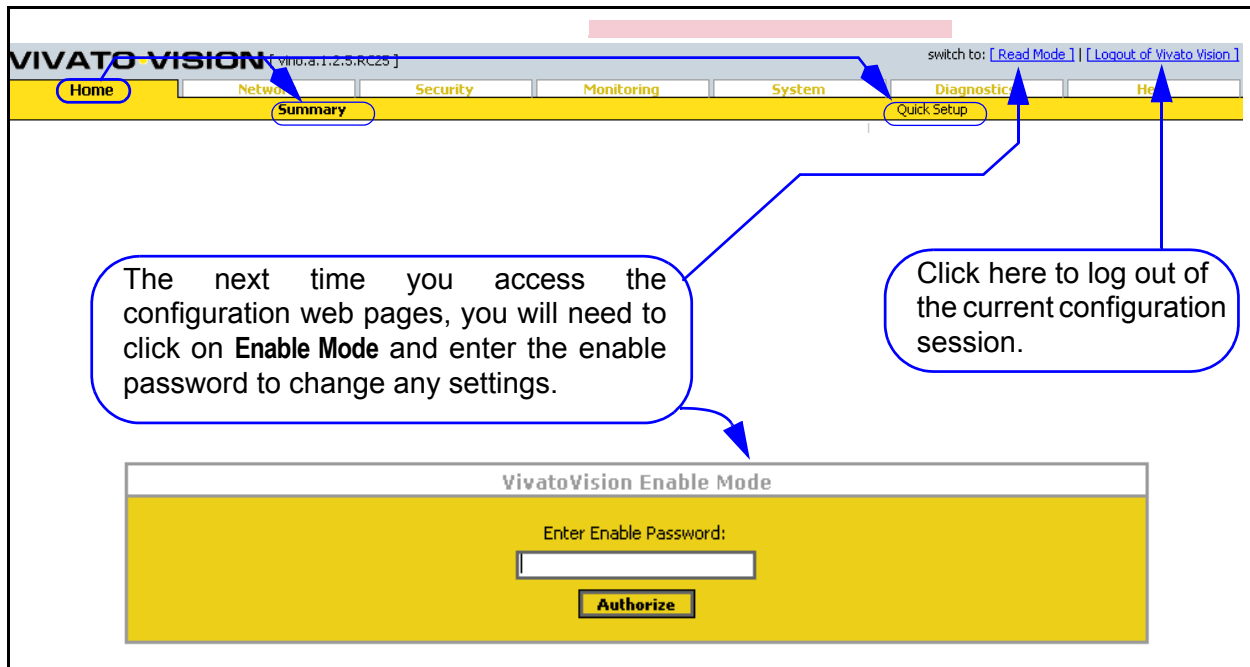 VIVATO VISION [ vino.a.1.2.5.RC25 ]
switch to: [ Read Mode ] | [ Logout of Vivato Vision ]
Home Security Monitoring System
Summary Quick Setup
The next time you access the
configuration web pages, you will need to
click on Enable Mode and enter the enable
password to change any settings.
Click here to log out of
the current configuration
session.
VivatoVision Enable Mode
Enter Enable Password:
Authorize